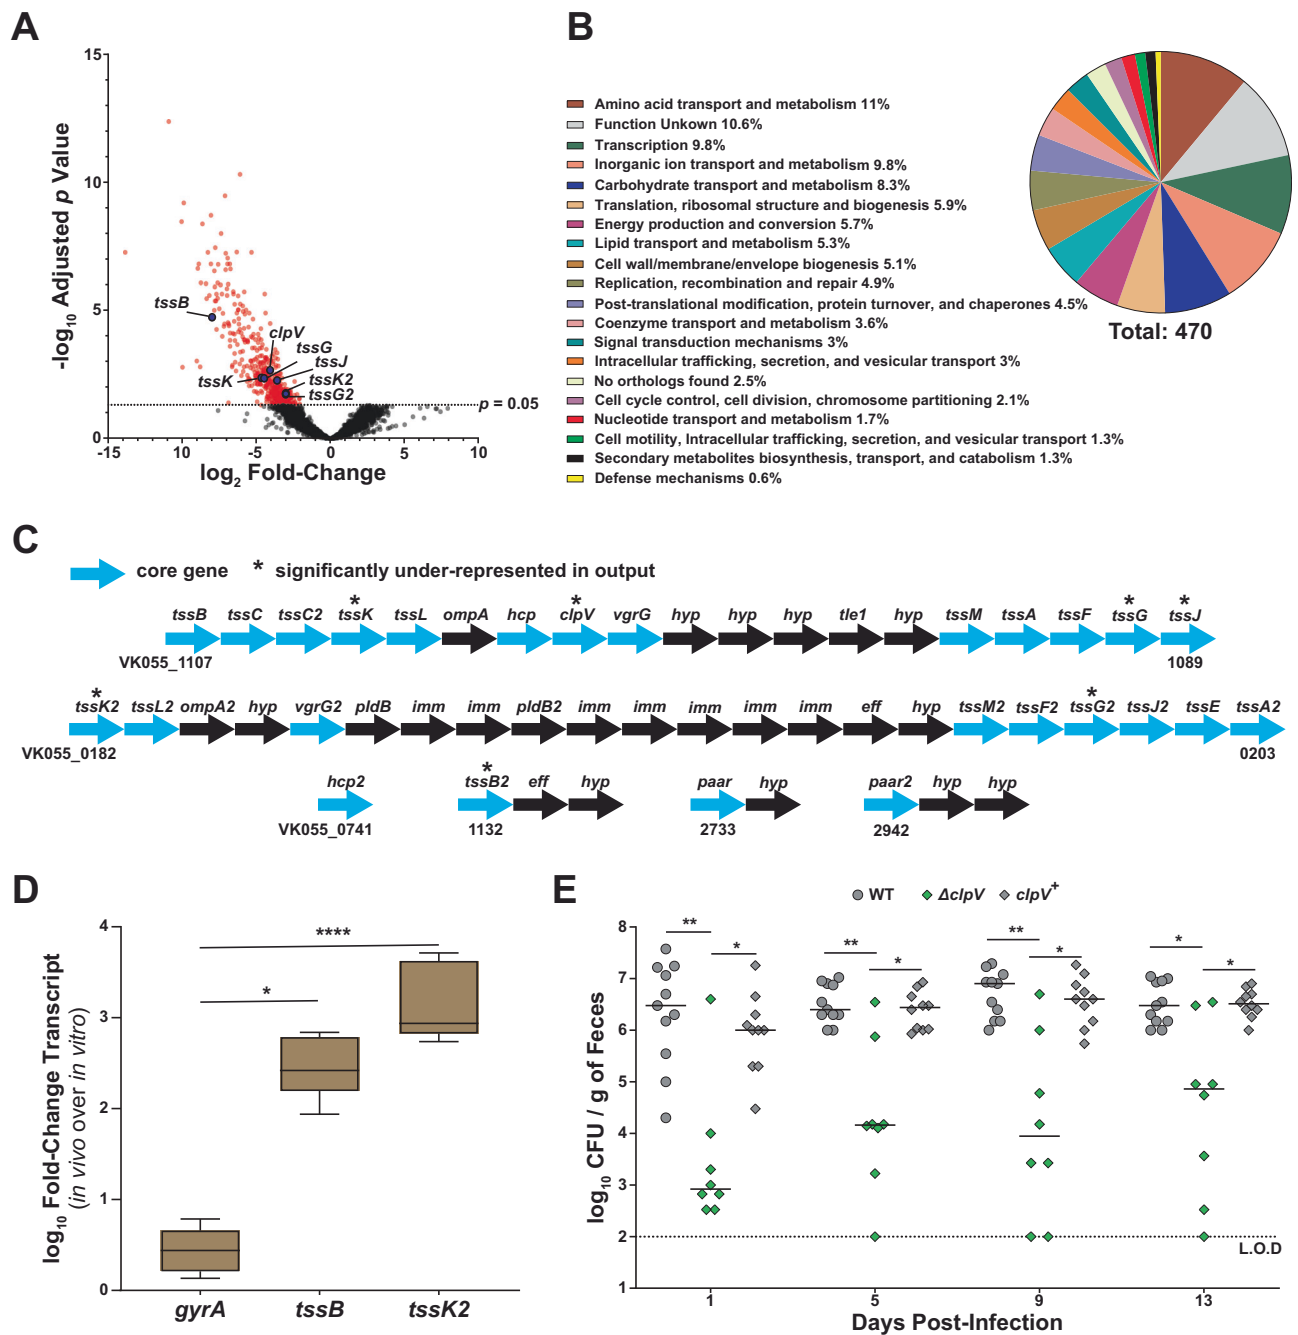 A
15
10
5
0
-log10 Adjusted p Value
tssB
clpV
tssG
tssJ
tssK
tssK2
tssG2
p = 0.05
-15
-10
-5
0
5
10
log2 Fold-Change
B
Amino acid transport and metabolism 11%
Function Unkown 10.6%
Transcription 9.8%
Inorganic ion transport and metabolism 9.8%
Carbohydrate transport and metabolism 8.3%
Translation, ribosomal structure and biogenesis 5.9%
Energy production and conversion 5.7%
Lipid transport and metabolism 5.3%
Cell wall/membrane/envelope biogenesis 5.1%
Replication, recombination and repair 4.9%
Post-translational modification, protein turnover, and chaperones 4.5%
Coenzyme transport and metabolism 3.6%
Signal transduction mechanisms 3%
Intracellular trafficking, secretion, and vesicular transport 3%
No orthologs found 2.5%
Cell cycle control, cell division, chromosome partitioning 2.1%
Nucleotide transport and metabolism 1.7%
Cell motility, Intracellular trafficking, secretion, and vesicular transport 1.3%
Secondary metabolites biosynthesis, transport, and catabolism 1.3%
Defense mechanisms 0.6%
Total: 470
C
core gene * significantly under-represented in output
* * * *
tssB tssC tssC2 tssK tssL ompA hcp clpV vgrG hyp hyp hyp tle1 hyp tssM tssA tssF tssG tssJ
VK055_1107 1089
* *
tssK2 tssL2 ompA2 hyp vgrG2 pldB imm imm pldB2 imm imm imm imm imm eff hyp tssM2 tssF2 tssG2 tssJ2 tssE tssA2
VK055_0182 0203
*
hcp2 tssB2 eff hyp paar hyp paar2 hyp hyp
VK055_0741 1132 2733 2942
D
4
3
2
1
0
log10 Fold-Change Transcript
(in vivo over in vitro)
****
*
gyrA tssB tssK2
E
WT ΔclpV clpV+
8
7
6
5
4
3
2
1
log10 CFU / g of Feces
** * ** * ** * * *
L.O.D
1 5 9 13
Days Post-Infection